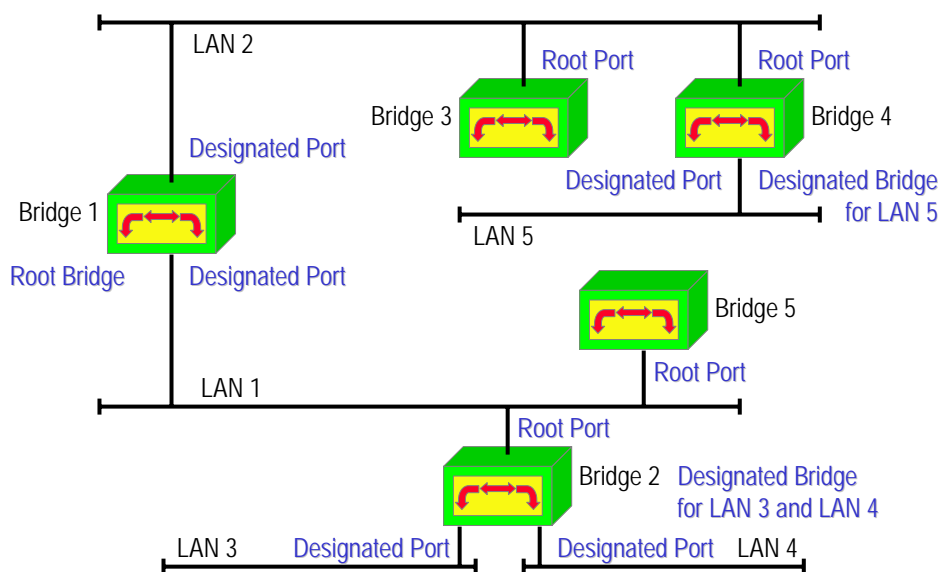 LAN 2
Root Port
Root Port
Bridge 3
Bridge 4
Designated Port
Designated Port
Designated Bridge
for LAN 5
Bridge 1
LAN 5
Root Bridge
Designated Port
Bridge 5
Root Port
LAN 1
Root Port
Bridge 2
Designated Bridge
for LAN 3 and LAN 4
LAN 3
Designated Port
Designated Port
LAN 4